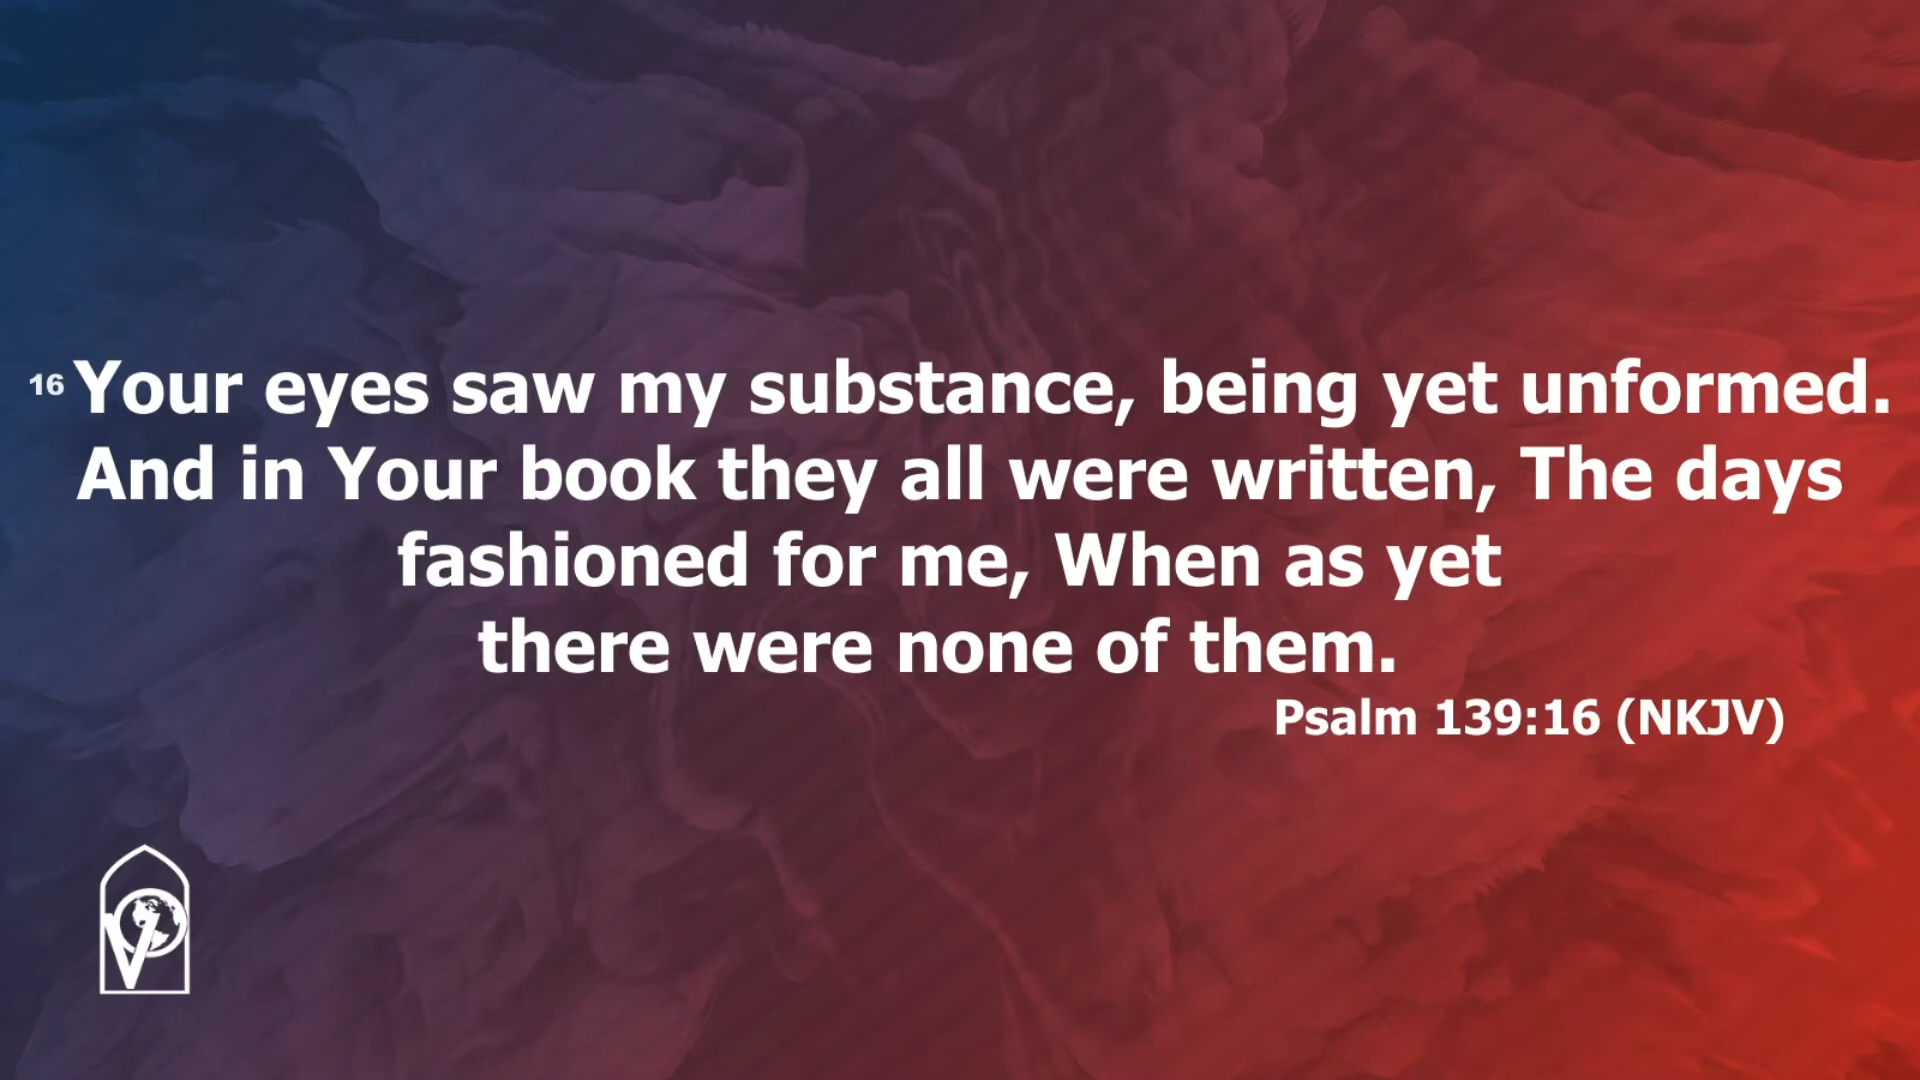 16 Your eyes saw my substance, being yet unformed.
And in Your book they all were written, The days
fashioned for me, When as yet
there were none of them.
Psalm 139:16 (NKJV)